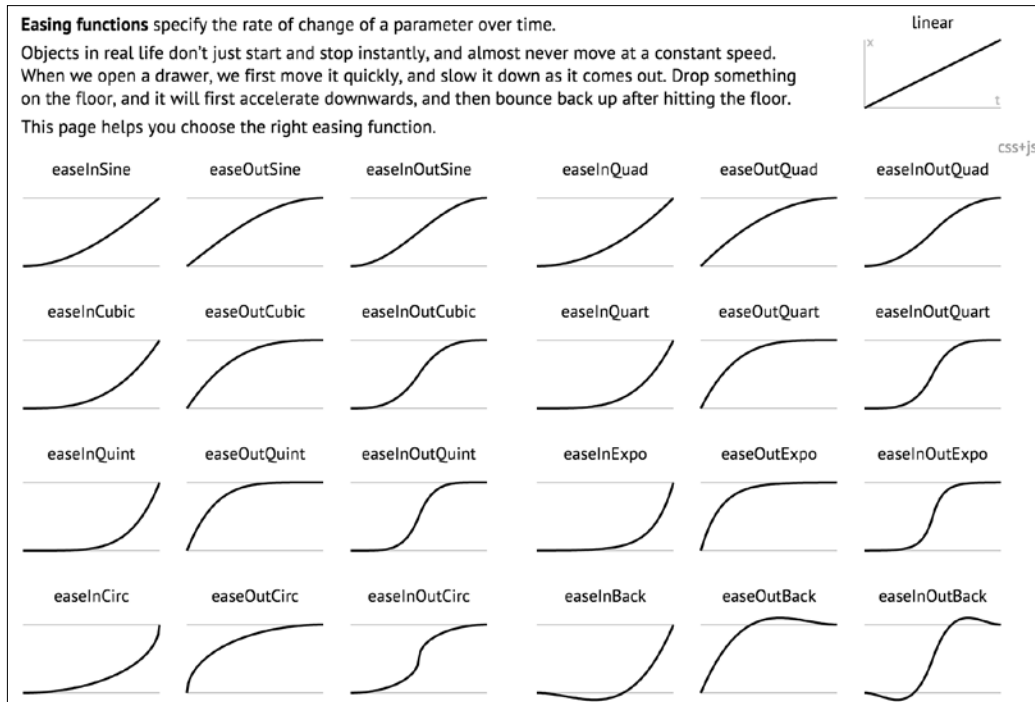 Easing functions specify the rate of change of a parameter over time.
Objects in real life don't just start and stop instantly, and almost never move at a constant speed.
When we open a drawer, we first move it quickly, and slow it down as it comes out. Drop something
on the floor, and it will first accelerate downwards, and then bounce back up after hitting the floor.
This page helps you choose the right easing function.
linear
x
t
css+js
easeInSine easeOutSine easeInOutSine easeInQuad easeOutQuad easeInOutQuad
easeInCubic easeOutCubic easeInOutCubic easeInQuart easeOutQuart easeInOutQuart
easeInQuint easeOutQuint easeInOutQuint easeInExpo easeOutExpo easeInOutExpo
easeInCirc easeOutCirc easeInOutCirc easeInBack easeOutBack easeInOutBack